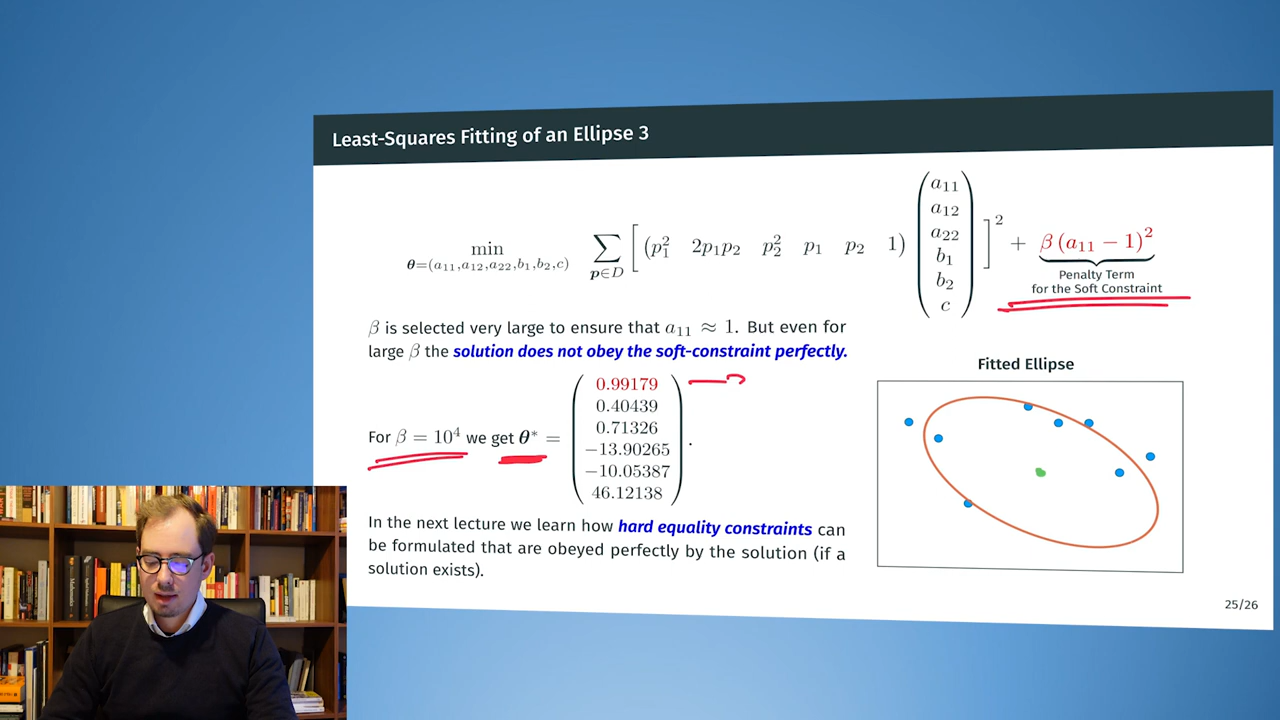 Least-Squares Fitting of an Ellipse 3
min θ=(a₁₁,a₁₂,a₂₂,b₁,b₂,c) ∑ p∈D [ (p₁² 2p₁p₂ p₂² p₁ p₂ 1) (a₁₁ a₁₂ a₂₂ b₁ b₂ c) ]² + β (a₁₁ − 1)²
Penalty Term
for the Soft Constraint
β is selected very large to ensure that a₁₁ ≈ 1. But even for
large β the solution does not obey the soft-constraint perfectly.
For β = 10⁴ we get θ* =
0.99179
0.40439
0.71326
−13.90265
−10.05387
46.12138
.
In the next lecture we learn how hard equality constraints can
be formulated that are obeyed perfectly by the solution (if a
solution exists).
Fitted Ellipse
25/26